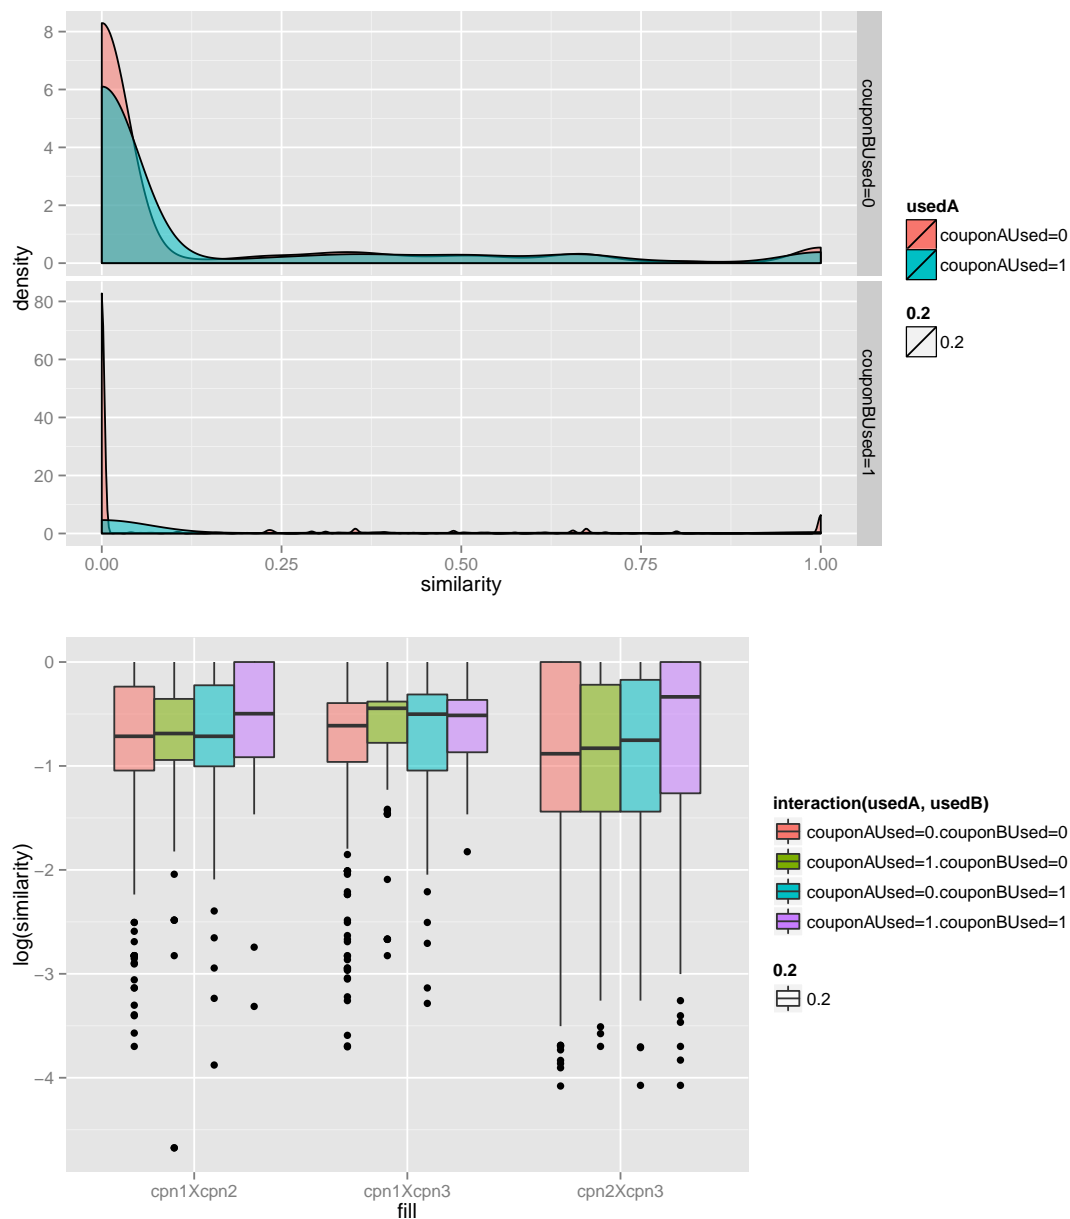 8
6
4
2
0
couponBUsed=0
density
80
60
40
20
0
couponBUsed=1
0.00 0.25 0.50 0.75 1.00
similarity
usedA
couponAUsed=0
couponAUsed=1
0.2
0.2
0
−1
−2
−3
−4
log(similarity)
cpn1Xcpn2 cpn1Xcpn3 cpn2Xcpn3
fill
interaction(usedA, usedB)
couponAUsed=0.couponBUsed=0
couponAUsed=1.couponBUsed=0
couponAUsed=0.couponBUsed=1
couponAUsed=1.couponBUsed=1
0.2
0.2